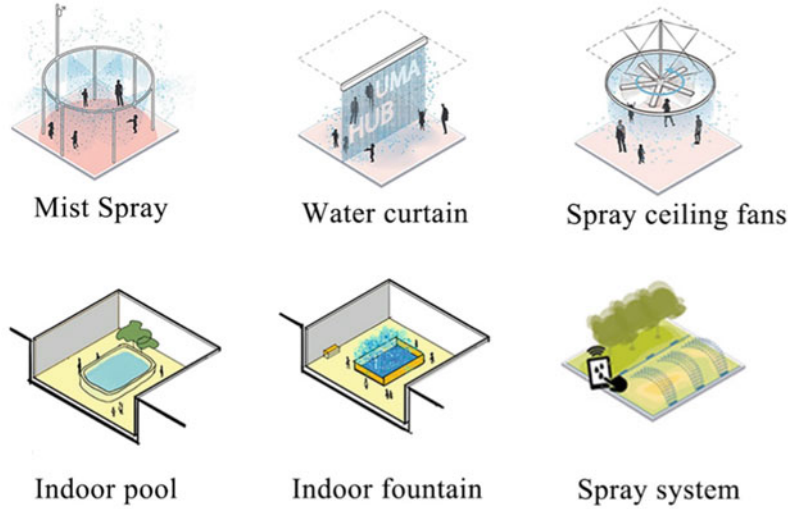 UMA
HUB
Mist Spray
Water curtain
Spray ceiling fans
Indoor pool
Indoor fountain
Spray system